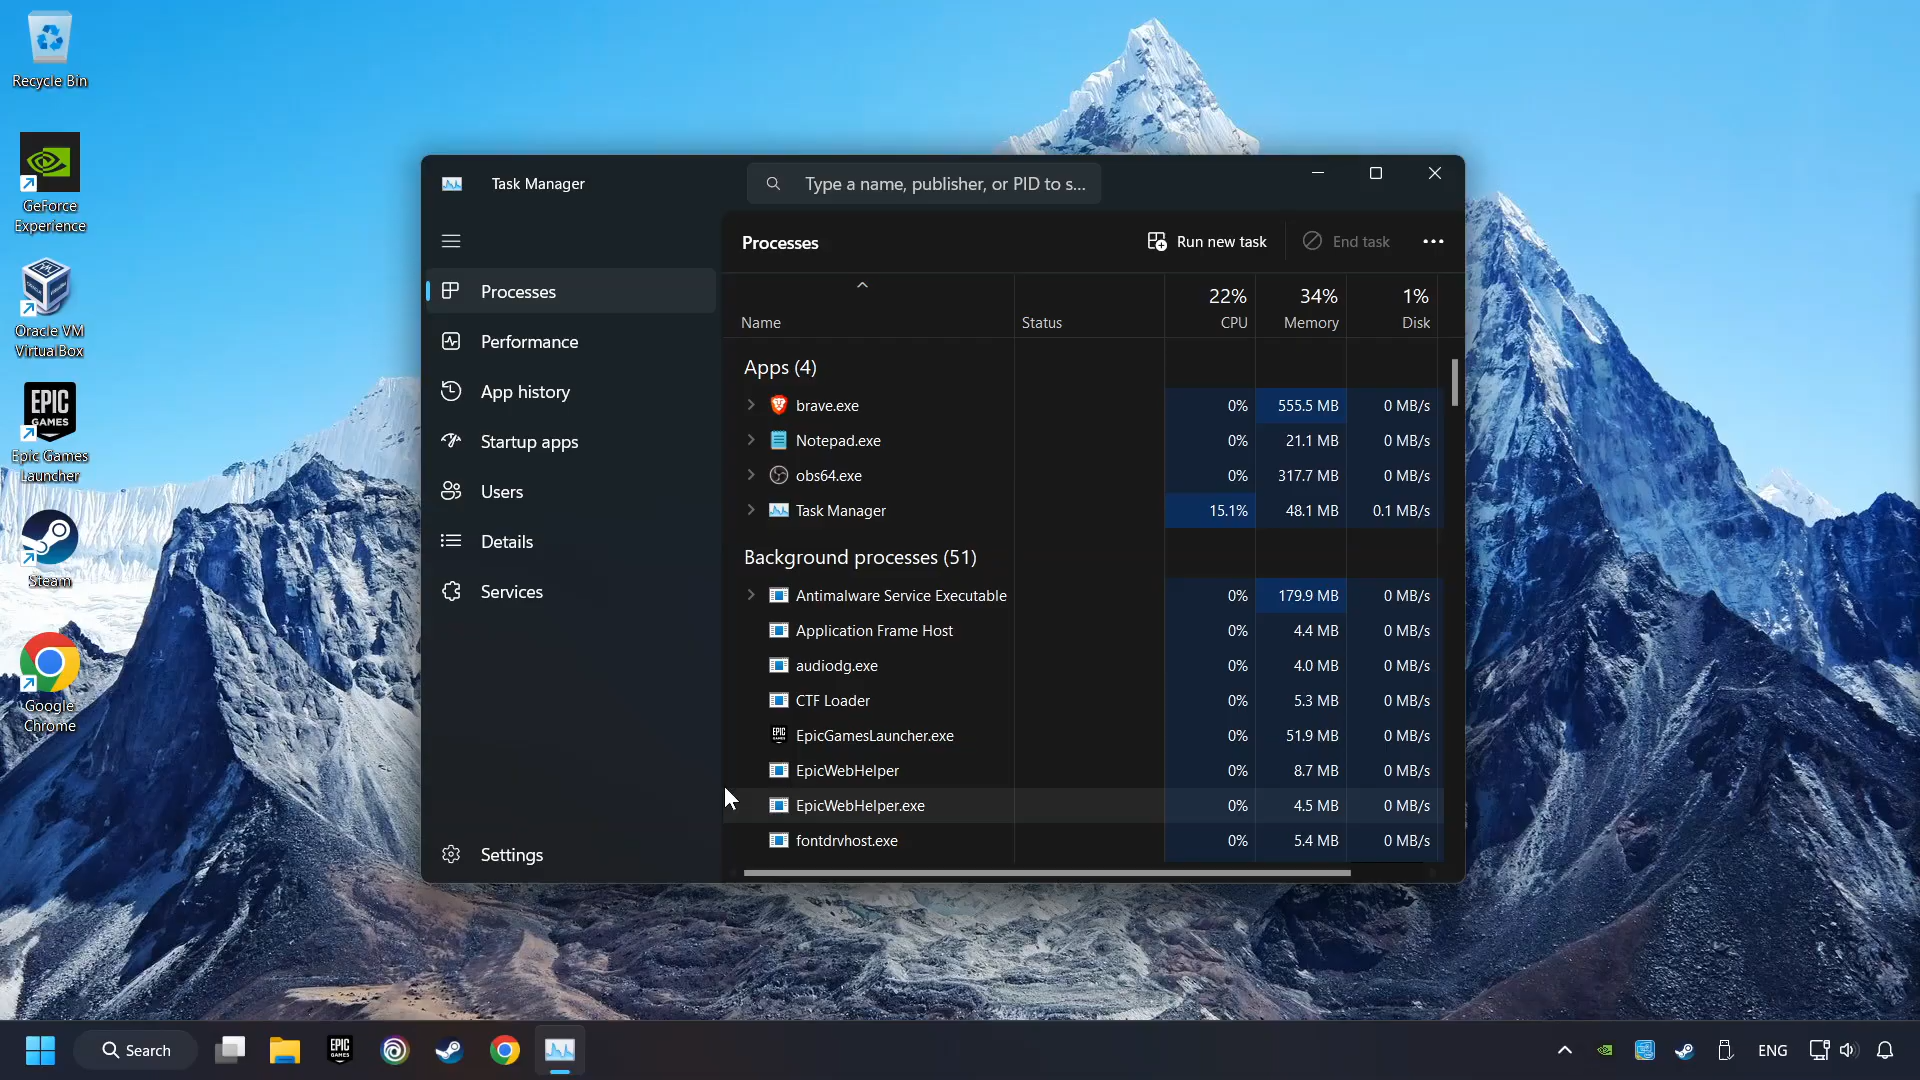 Recycle Bin
GeForce
Experience
Oracle VM
VirtualBox
EPIC
GAMES
Epic Games
Launcher
Steam
Google
Chrome
Task Manager
Type a name, publisher, or PID to s...
Processes
Performance
App history
Startup apps
Users
Details
Services
Settings
Processes
Run new task
End task
22% 34% 1%
Name Status CPU Memory Disk
Apps (4)
brave.exe 0% 555.5 MB 0 MB/s
Notepad.exe 0% 21.1 MB 0 MB/s
obs64.exe 0% 317.7 MB 0 MB/s
Task Manager 15.1% 48.1 MB 0.1 MB/s
Background processes (51)
Antimalware Service Executable 0% 179.9 MB 0 MB/s
Application Frame Host 0% 4.4 MB 0 MB/s
audiodg.exe 0% 4.0 MB 0 MB/s
CTF Loader 0% 5.3 MB 0 MB/s
EpicGamesLauncher.exe 0% 51.9 MB 0 MB/s
EpicWebHelper 0% 8.7 MB 0 MB/s
EpicWebHelper.exe 0% 4.5 MB 0 MB/s
fontdrvhost.exe 0% 5.4 MB 0 MB/s
Search
EPIC
GAMES
ENG